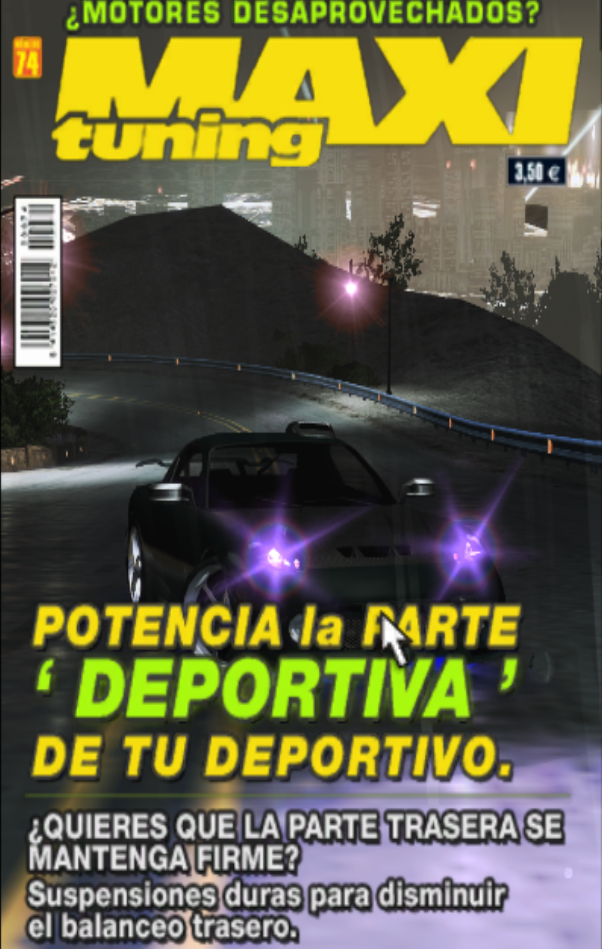 ¿MOTORES DESAPROVECHADOS?
NÚMERO
74
MAXI
tuning
3,50 €
POTENCIA la PARTE
‘ DEPORTIVA ’
DE TU DEPORTIVO.
¿QUIERES QUE LA PARTE TRASERA SE
MANTENGA FIRME?
Suspensiones duras para disminuir
el balanceo trasero.